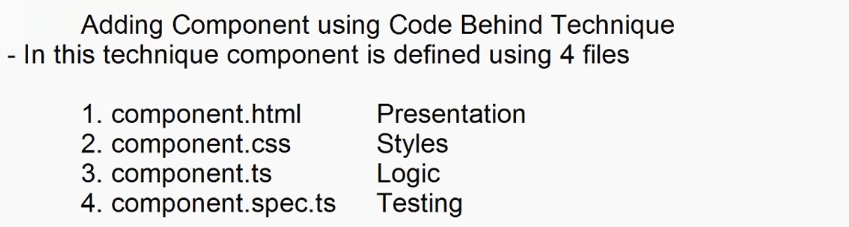 Adding Component using Code Behind Technique
- In this technique component is defined using 4 files
1. component.html Presentation
2. component.css Styles
3. component.ts Logic
4. component.spec.ts Testing